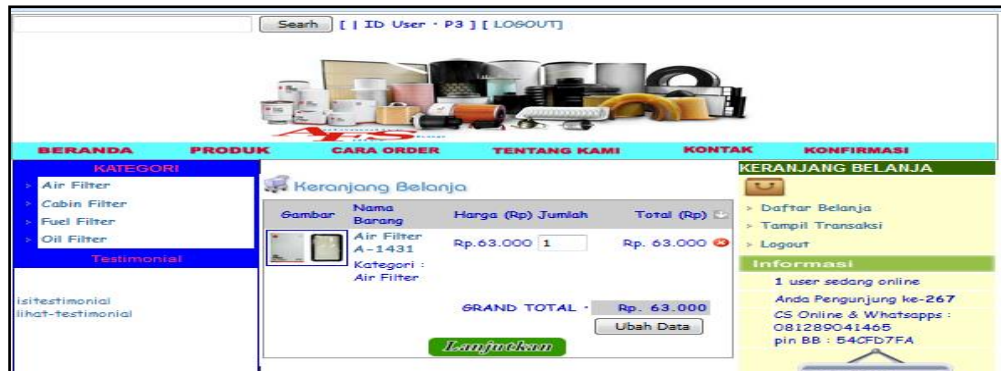 Searh [ | ID User · P3 ] [ LOGOUT]
AFS
BERANDA PRODUK CARA ORDER TENTANG KAMI KONTAK KONFIRMASI
KATEGORI
> Air Filter
> Cabin Filter
> Fuel Filter
> Oil Filter
Testimonial
isitestimonial
lihat-testimonial
Keranjang Belanja
Gambar Nama Barang Harga (Rp) Jumlah Total (Rp)
Air Filter A-1431 Rp.63.000 1 Rp. 63.000
Kategori :
Air Filter
GRAND TOTAL · Rp. 63.000
Ubah Data
Lanjutkan
KERANJANG BELANJA
> Daftar Belanja
> Tampil Transaksi
> Logout
Informasi
1 user sedang online
Anda Pengunjung ke-267
CS Online & Whatsapps :
081289041465
pin BB : 54CFD7FA